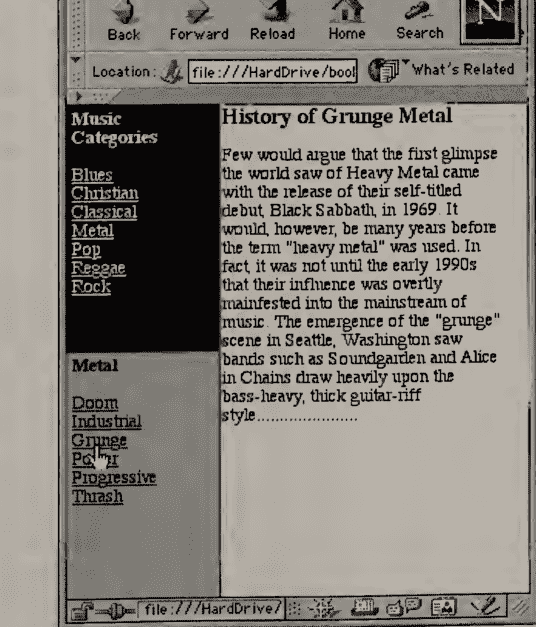 Back Forward Reload Home Search
N
Location: file:///HardDrive/bool What's Related
Music
Categories
Blues
Christian
Classical
Metal
Pop
Reggae
Rock
Metal
Doom
Industrial
Grunge
Power
Progressive
Thrash
History of Grunge Metal
Few would argue that the first glimpse
the world saw of Heavy Metal came
with the release of their self-titled
debut, Black Sabbath, in 1969. It
would, however, be many years before
the term "heavy metal" was used. In
fact, it was not until the early 1990s
that their influence was overtly
mainfested into the mainstream of
music. The emergence of the "grunge"
scene in Seattle, Washington saw
bands such as Soundgarden and Alice
in Chains draw heavily upon the
bass-heavy, thick guitar-riff
style......................
file:///HardDrive/